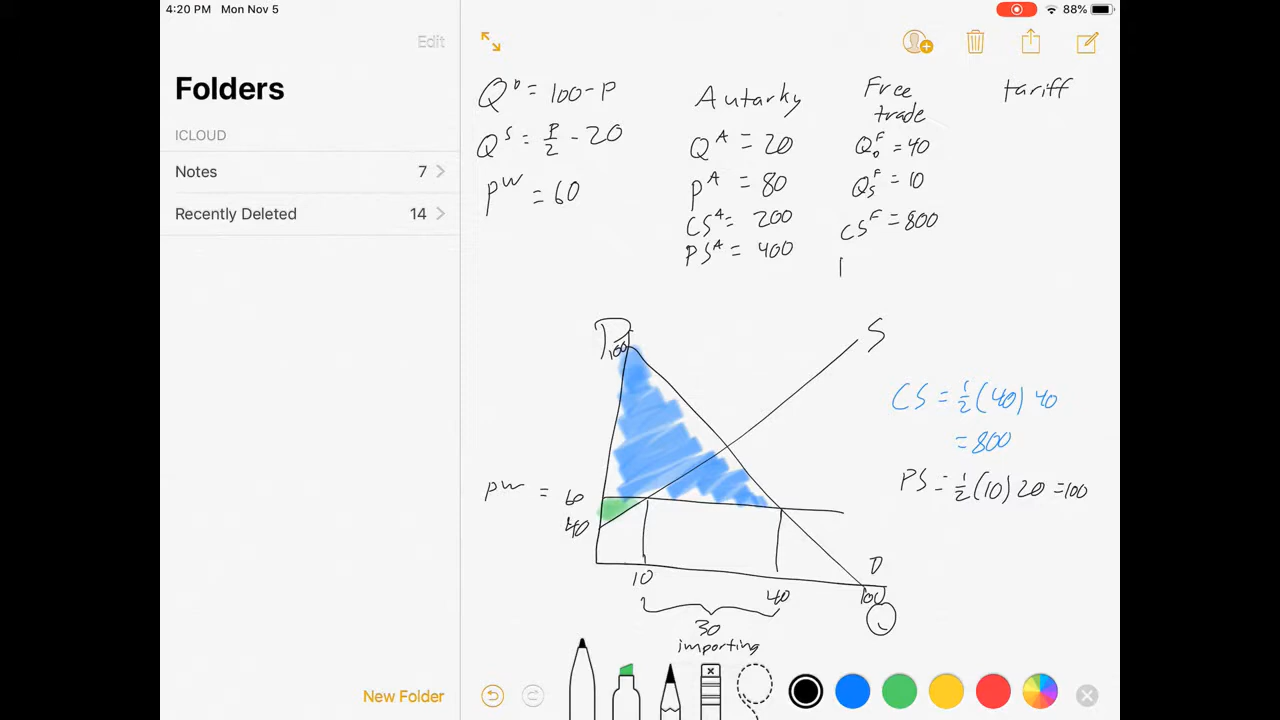 4:20 PM Mon Nov 5
88%
Edit
Folders
ICLOUD
Notes 7
Recently Deleted 14
New Folder
Q^D = 100-P
Q^S = P/2 - 20
P^W = 60
Autarky
Q^A = 20
P^A = 80
CS^A = 200
PS^A = 400
Free
trade
Q_D^F = 40
Q_S^F = 10
CS^F = 800
tariff
P
100
S
CS = 1/2 (40) 40
= 800
PS = 1/2 (10) 20 = 100
P^W = 60
40
D
10
40
100
30
importing